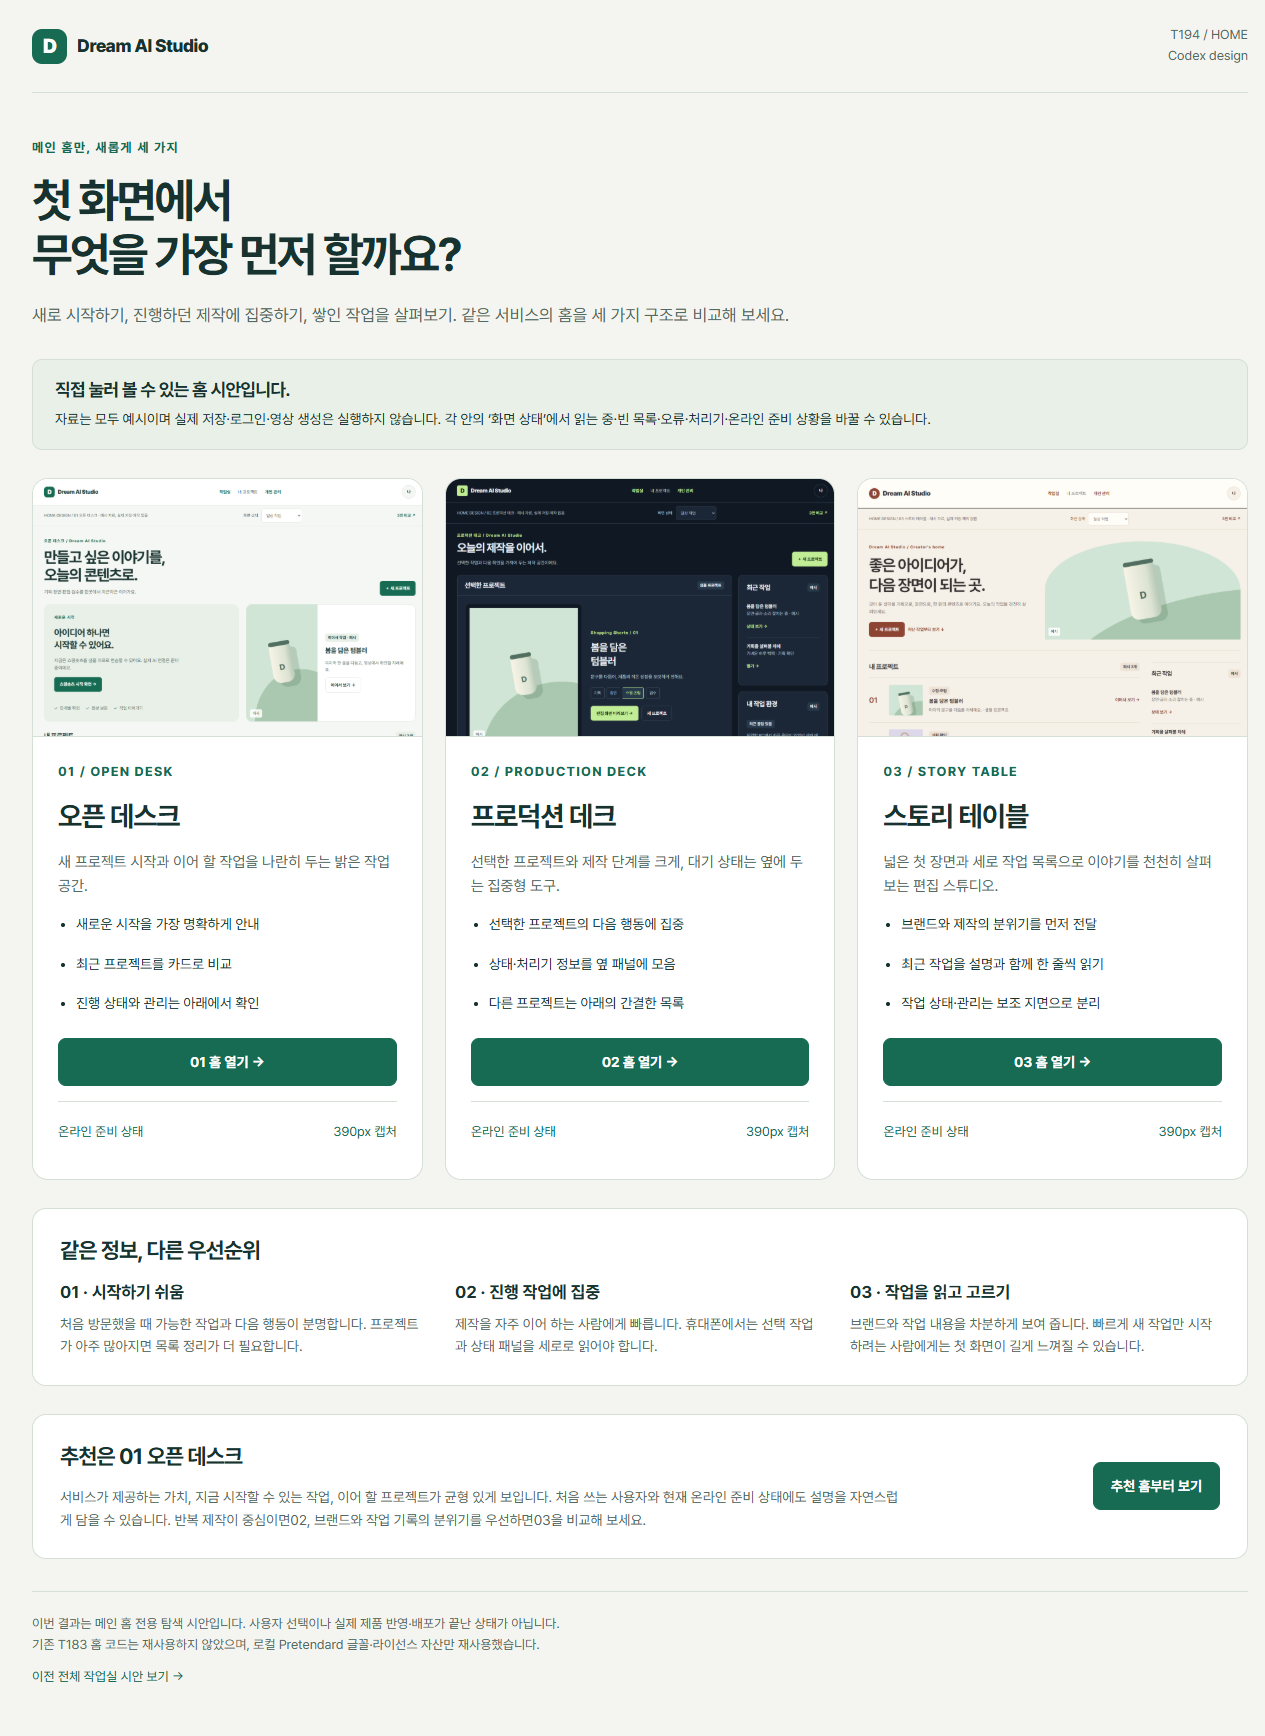 D Dream AI Studio
T194 / HOME
Codex design
메인 홈만, 새롭게 세 가지
첫 화면에서
무엇을 가장 먼저 할까요?
새로 시작하기, 진행하던 제작에 집중하기, 쌓인 작업을 살펴보기. 같은 서비스의 홈을 세 가지 구조로 비교해 보세요.
직접 눌러 볼 수 있는 홈 시안입니다.
자료는 모두 예시이며 실제 저장·로그인·영상 생성은 실행하지 않습니다. 각 안의 ‘화면 상태’에서 읽는 중·빈 목록·오류·처리기·온라인 준비 상황을 바꿀 수 있습니다.
D Dream AI Studio
만들고 싶은 이야기를,
오늘의 콘텐츠로.
+ 새 프로젝트
아이디어 하나면
시작할 수 있어요.
봄을 담은 텀블러
내 프로젝트
D Dream AI Studio
오늘의 제작을 이어서.
+ 새 프로젝트
선택한 프로젝트
최근 작업
Shopping Shorts / 01
봄을 담은
텀블러
내 작업 환경
D Dream AI Studio
Dream AI Studio / Creator's home
좋은 아이디어가,
다음 장면이 되는 곳.
+ 새 프로젝트
내 프로젝트
최근 작업
01
봄을 담은 텀블러
01 / OPEN DESK
오픈 데스크
새 프로젝트 시작과 이어 할 작업을 나란히 두는 밝은 작업
공간.
• 새로운 시작을 가장 명확하게 안내
• 최근 프로젝트를 카드로 비교
• 진행 상태와 관리는 아래에서 확인
01 홈 열기 →
온라인 준비 상태
390px 캡처
02 / PRODUCTION DECK
프로덕션 데크
선택한 프로젝트와 제작 단계를 크게, 대기 상태는 옆에 두
는 집중형 도구.
• 선택한 프로젝트의 다음 행동에 집중
• 상태·처리기 정보를 옆 패널에 모음
• 다른 프로젝트는 아래의 간결한 목록
02 홈 열기 →
온라인 준비 상태
390px 캡처
03 / STORY TABLE
스토리 테이블
넓은 첫 장면과 세로 작업 목록으로 이야기를 천천히 살펴
보는 편집 스튜디오.
• 브랜드와 제작의 분위기를 먼저 전달
• 최근 작업을 설명과 함께 한 줄씩 읽기
• 작업 상태·관리는 보조 지면으로 분리
03 홈 열기 →
온라인 준비 상태
390px 캡처
같은 정보, 다른 우선순위
01 · 시작하기 쉬움
처음 방문했을 때 가능한 작업과 다음 행동이 분명합니다. 프로젝트
가 아주 많아지면 목록 정리가 더 필요합니다.
02 · 진행 작업에 집중
제작을 자주 이어 하는 사람에게 빠릅니다. 휴대폰에서는 선택 작업
과 상태 패널을 세로로 읽어야 합니다.
03 · 작업을 읽고 고르기
브랜드와 작업 내용을 차분하게 보여 줍니다. 빠르게 새 작업만 시작
하려는 사람에게는 첫 화면이 길게 느껴질 수 있습니다.
추천은 01 오픈 데스크
서비스가 제공하는 가치, 지금 시작할 수 있는 작업, 이어 할 프로젝트가 균형 있게 보입니다. 처음 쓰는 사용자와 현재 온라인 준비 상태에도 설명을 자연스럽
게 담을 수 있습니다. 반복 제작이 중심이면02, 브랜드와 작업 기록의 분위기를 우선하면03을 비교해 보세요.
추천 홈부터 보기
이번 결과는 메인 홈 전용 탐색 시안입니다. 사용자 선택이나 실제 제품 반영·배포가 끝난 상태가 아닙니다.
기존 T183 홈 코드는 재사용하지 않았으며, 로컬 Pretendard 글꼴·라이선스 자산만 재사용했습니다.
이전 전체 작업실 시안 보기 →